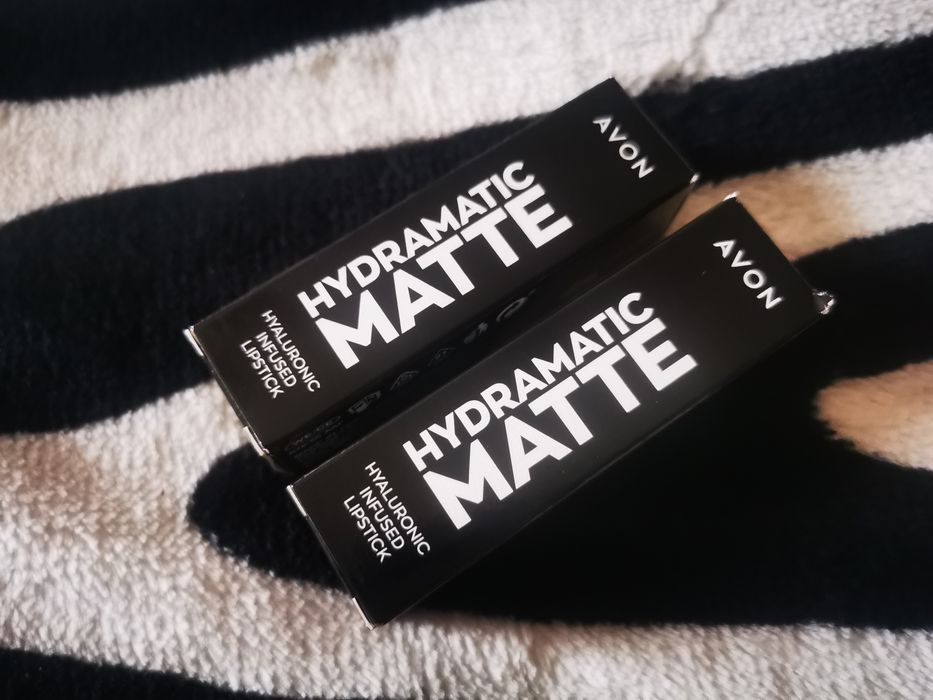 AVON
HYDRAMATIC
MATTE
HYALURONIC
INFUSED
LIPSTICK
AVON
HYDRAMATIC
MATTE
HYALURONIC
INFUSED
LIPSTICK